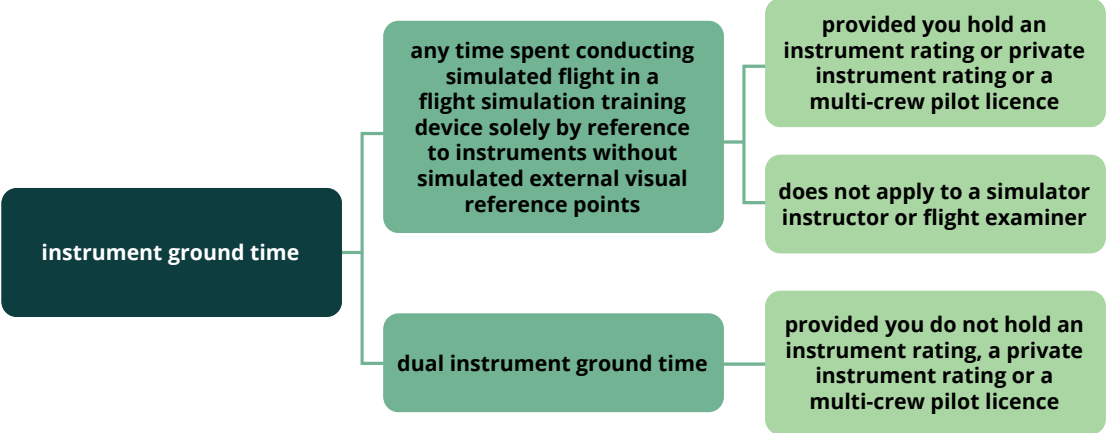 instrument ground time
any time spent conducting
simulated flight in a
flight simulation training
device solely by reference
to instruments without
simulated external visual
reference points
provided you hold an
instrument rating or private
instrument rating or a
multi-crew pilot licence
does not apply to a simulator
instructor or flight examiner
dual instrument ground time
provided you do not hold an
instrument rating, a private
instrument rating or a
multi-crew pilot licence